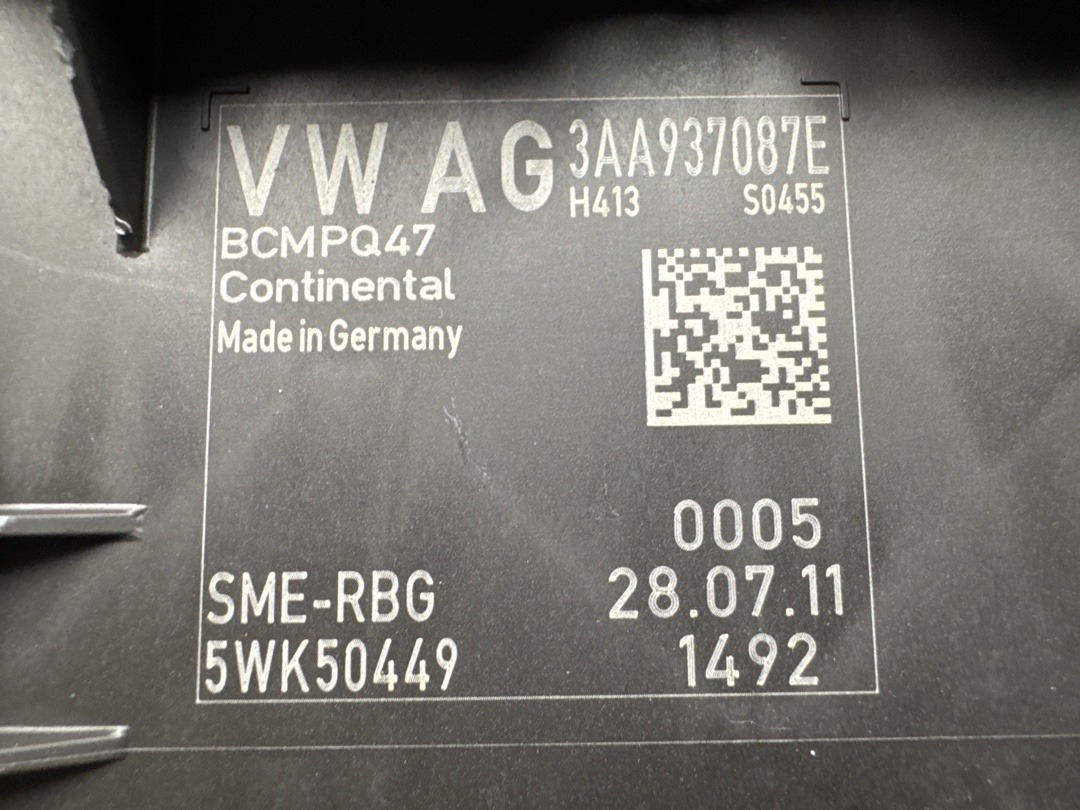 VW AG 3AA937087E
H413 S0455
BCMPQ47
Continental
Made in Germany
0005
SME-RBG 28.07.11
5WK50449 1492